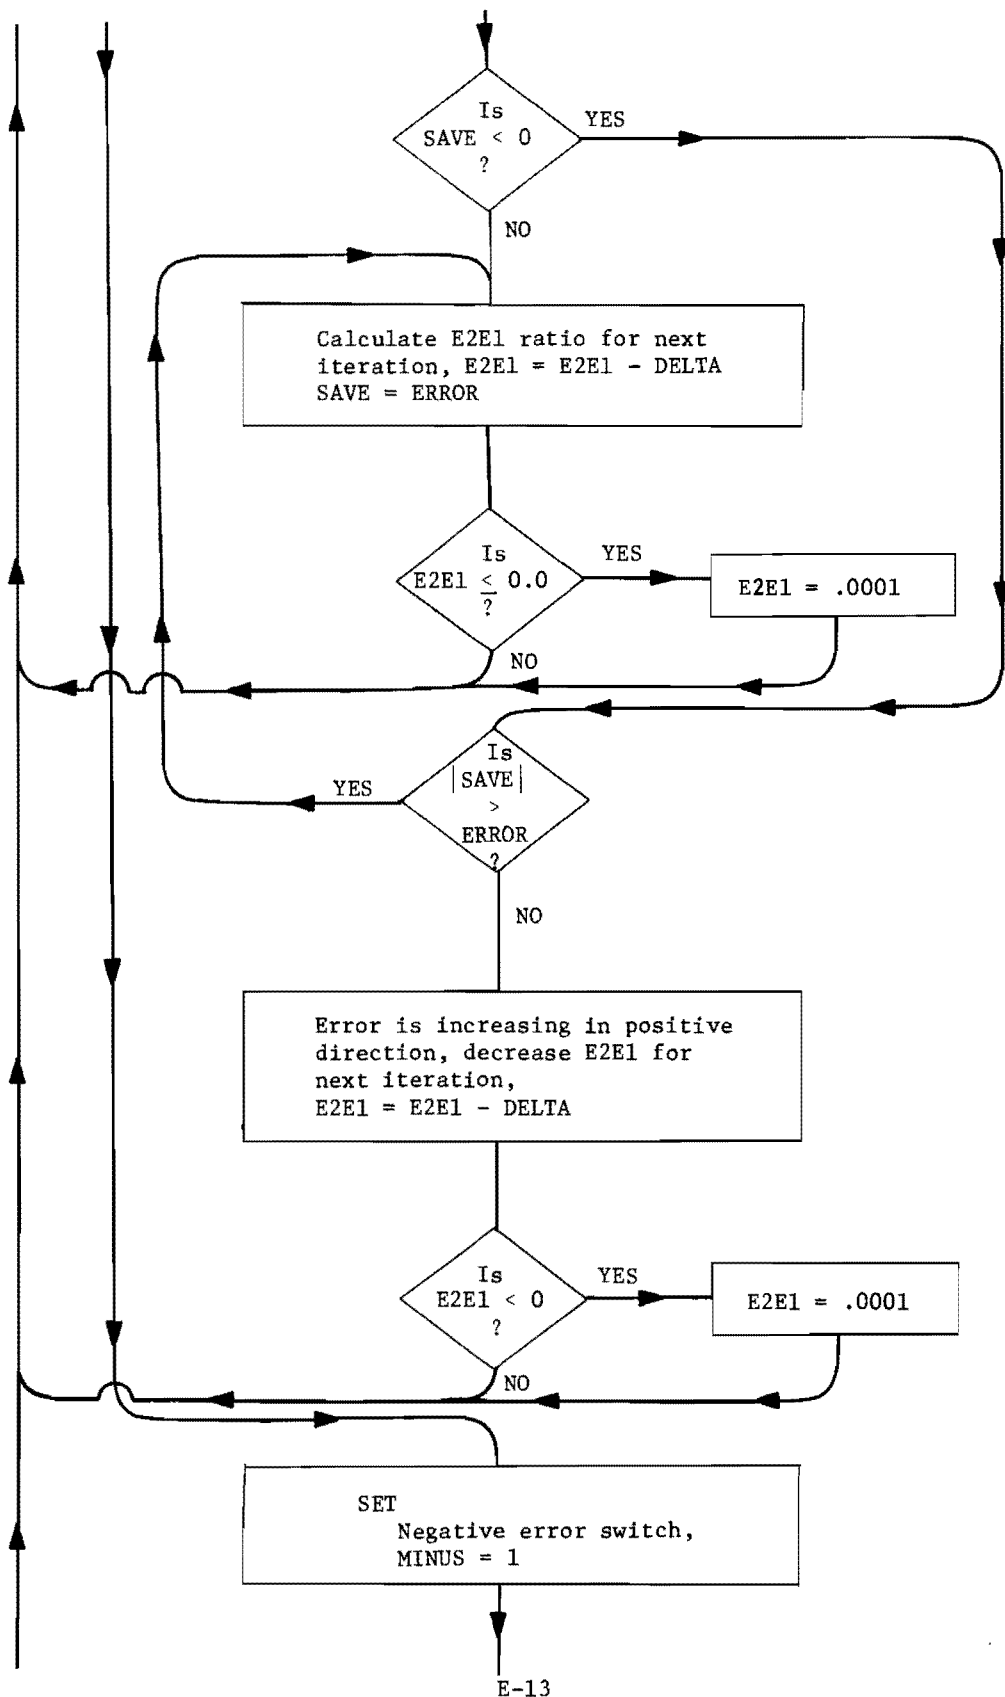 Is
SAVE < 0
?
YES
NO
Calculate E2E1 ratio for next
iteration, E2E1 = E2E1 - DELTA
SAVE = ERROR
Is
E2E1 ≤ 0.0
?
YES
E2E1 = .0001
NO
Is
|SAVE|
>
ERROR
?
YES
NO
Error is increasing in positive
direction, decrease E2E1 for
next iteration,
E2E1 = E2E1 - DELTA
Is
E2E1 < 0
?
YES
E2E1 = .0001
NO
SET
Negative error switch,
MINUS = 1
E-13